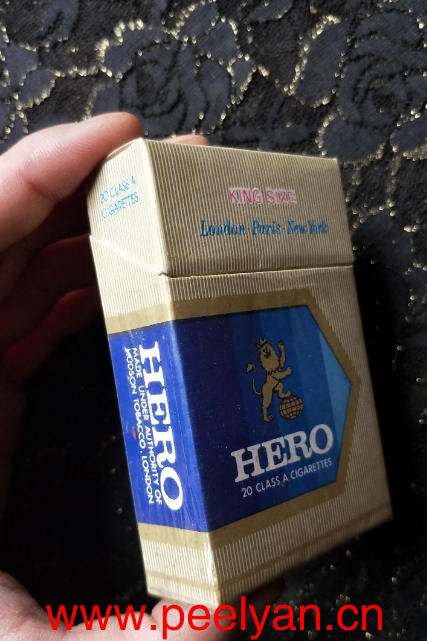 20 CLASS A
CIGARETTES
KING SIZE
London · Paris · New York
HERO
20 CLASS A CIGARETTES
HERO
MADE UNDER AUTHORITY OF
HUDSON TOBACCO, LONDON
www.peelyan.cn